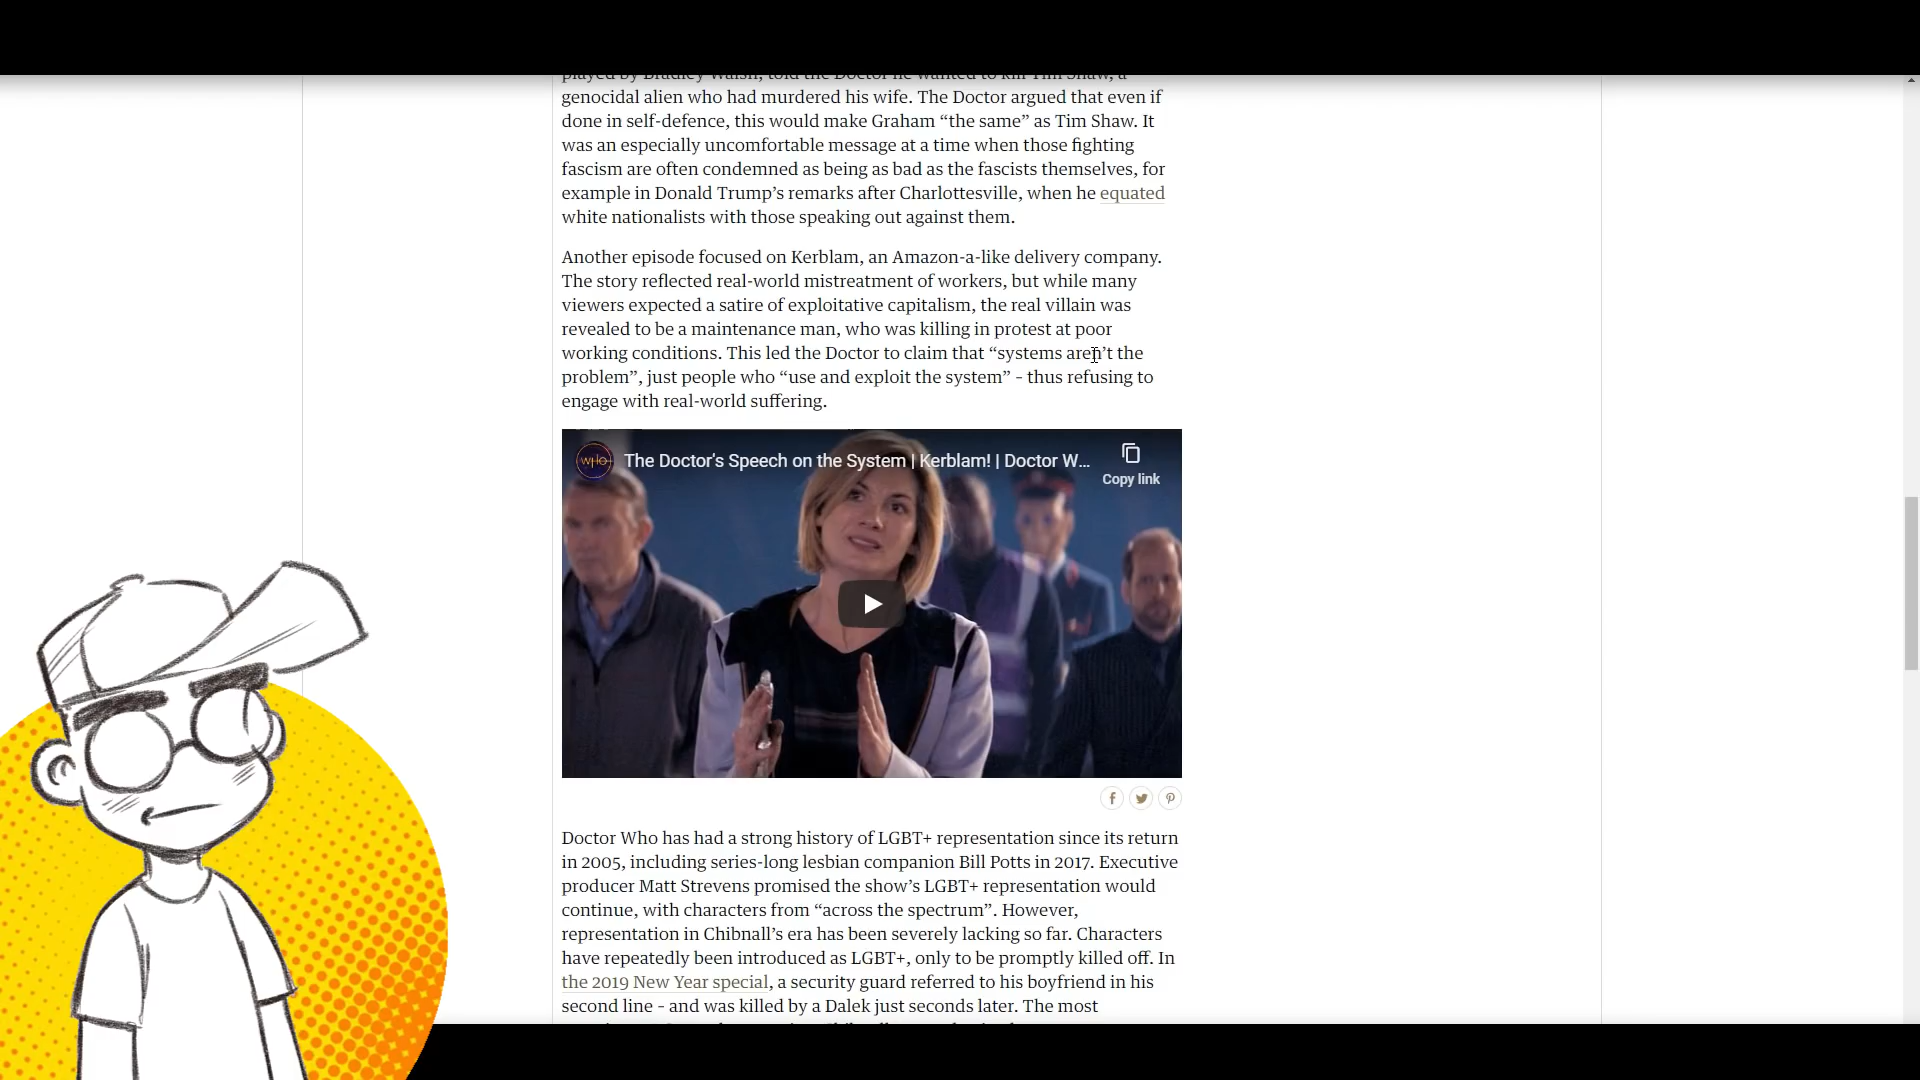 played by Bradley Walsh, told the Doctor he wanted to kill Tim Shaw, a
genocidal alien who had murdered his wife. The Doctor argued that even if
done in self-defence, this would make Graham “the same” as Tim Shaw. It
was an especially uncomfortable message at a time when those fighting
fascism are often condemned as being as bad as the fascists themselves, for
example in Donald Trump’s remarks after Charlottesville, when he equated
white nationalists with those speaking out against them.
Another episode focused on Kerblam, an Amazon-a-like delivery company.
The story reflected real-world mistreatment of workers, but while many
viewers expected a satire of exploitative capitalism, the real villain was
revealed to be a maintenance man, who was killing in protest at poor
working conditions. This led the Doctor to claim that “systems aren’t the
problem”, just people who “use and exploit the system” – thus refusing to
engage with real-world suffering.
WHO
The Doctor's Speech on the System | Kerblam! | Doctor W...
Copy link
Doctor Who has had a strong history of LGBT+ representation since its return
in 2005, including series-long lesbian companion Bill Potts in 2017. Executive
producer Matt Strevens promised the show’s LGBT+ representation would
continue, with characters from “across the spectrum”. However,
representation in Chibnall’s era has been severely lacking so far. Characters
have repeatedly been introduced as LGBT+, only to be promptly killed off. In
the 2019 New Year special, a security guard referred to his boyfriend in his
second line – and was killed by a Dalek just seconds later. The most